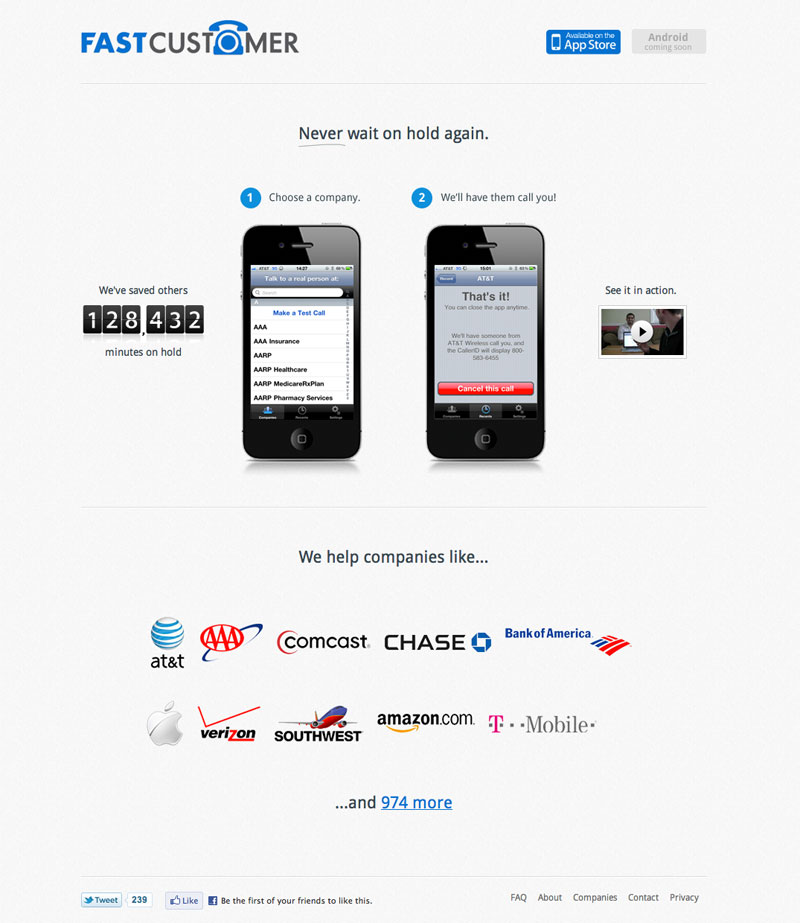 FASTCUSTOMER
Available on the
App Store
Android
coming soon
Never wait on hold again.
1 Choose a company.
2 We'll have them call you!
We've saved others
128,432
minutes on hold
AT&T 3G 14:27
Talk to a real person at:
Search
A
Make a Test Call
AAA
AAA Insurance
AARP
AARP Healthcare
AARP MedicareRxPlan
AARP Pharmacy Services
Companies Recents Settings
AT&T 3G 15:01
AT&T
That's it!
You can close the app anytime.
We'll have someone from
AT&T Wireless call you, and
the CallerID will display 800-
583-6455
Cancel this call
Companies Recents Settings
See it in action.
We help companies like...
at&t
AAA
comcast.
CHASE
Bank of America
verizon
SOUTHWEST
amazon.com.
T··Mobile·
...and 974 more
Tweet 239
Like
Be the first of your friends to like this.
FAQ About Companies Contact Privacy